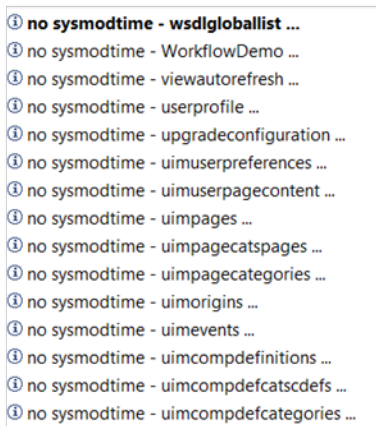 no sysmodtime - wsdlgloballist ...
no sysmodtime - WorkflowDemo ...
no sysmodtime - viewautorefresh ...
no sysmodtime - userprofile ...
no sysmodtime - upgradeconfiguration ...
no sysmodtime - uimuserpreferences ...
no sysmodtime - uimuserpagecontent ...
no sysmodtime - uimpages ...
no sysmodtime - uimpagecatspages ...
no sysmodtime - uimpagecategories ...
no sysmodtime - uimorigins ...
no sysmodtime - uimevents ...
no sysmodtime - uimcompdefinitions ...
no sysmodtime - uimcompdefcatscdefs ...
no sysmodtime - uimcompdefcategories ...